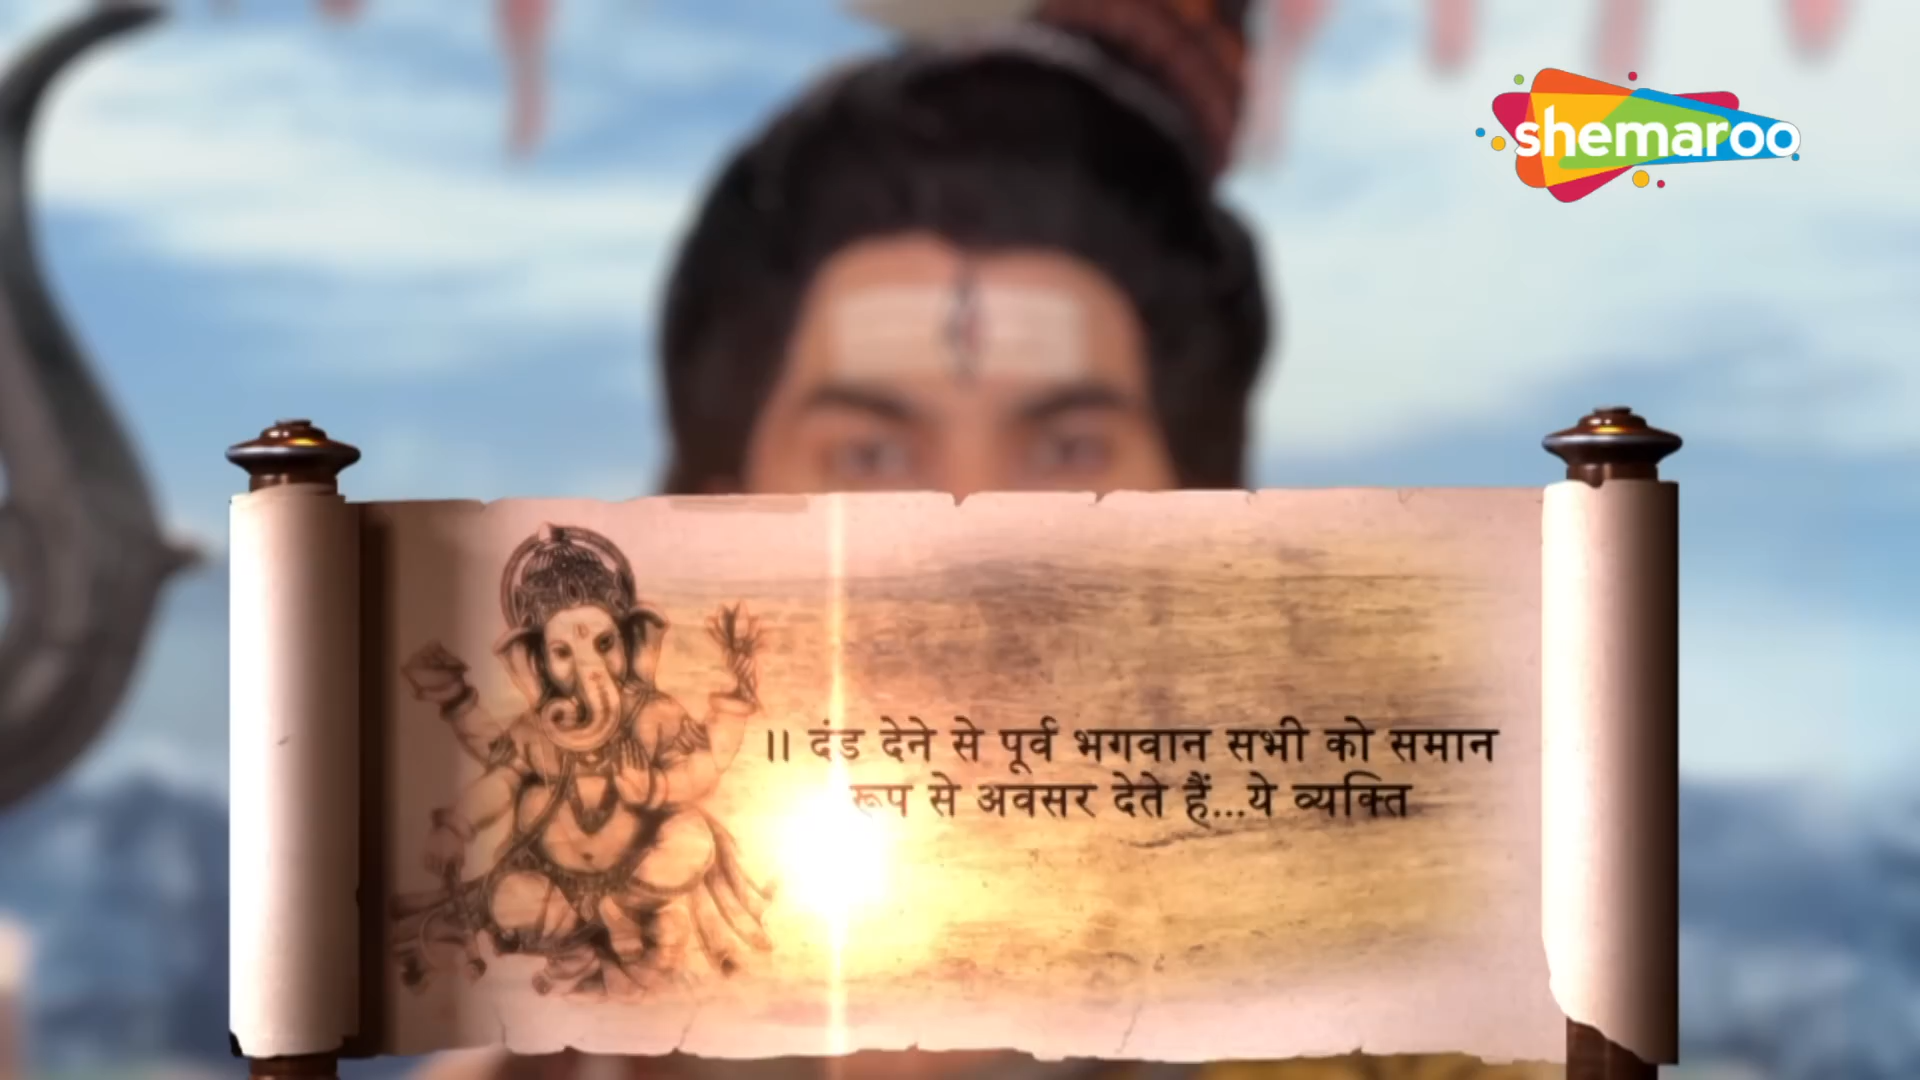 shemaroo
।। दंड देने से पूर्व भगवान सभी को समान
रूप से अवसर देते हैं...ये व्यक्ति